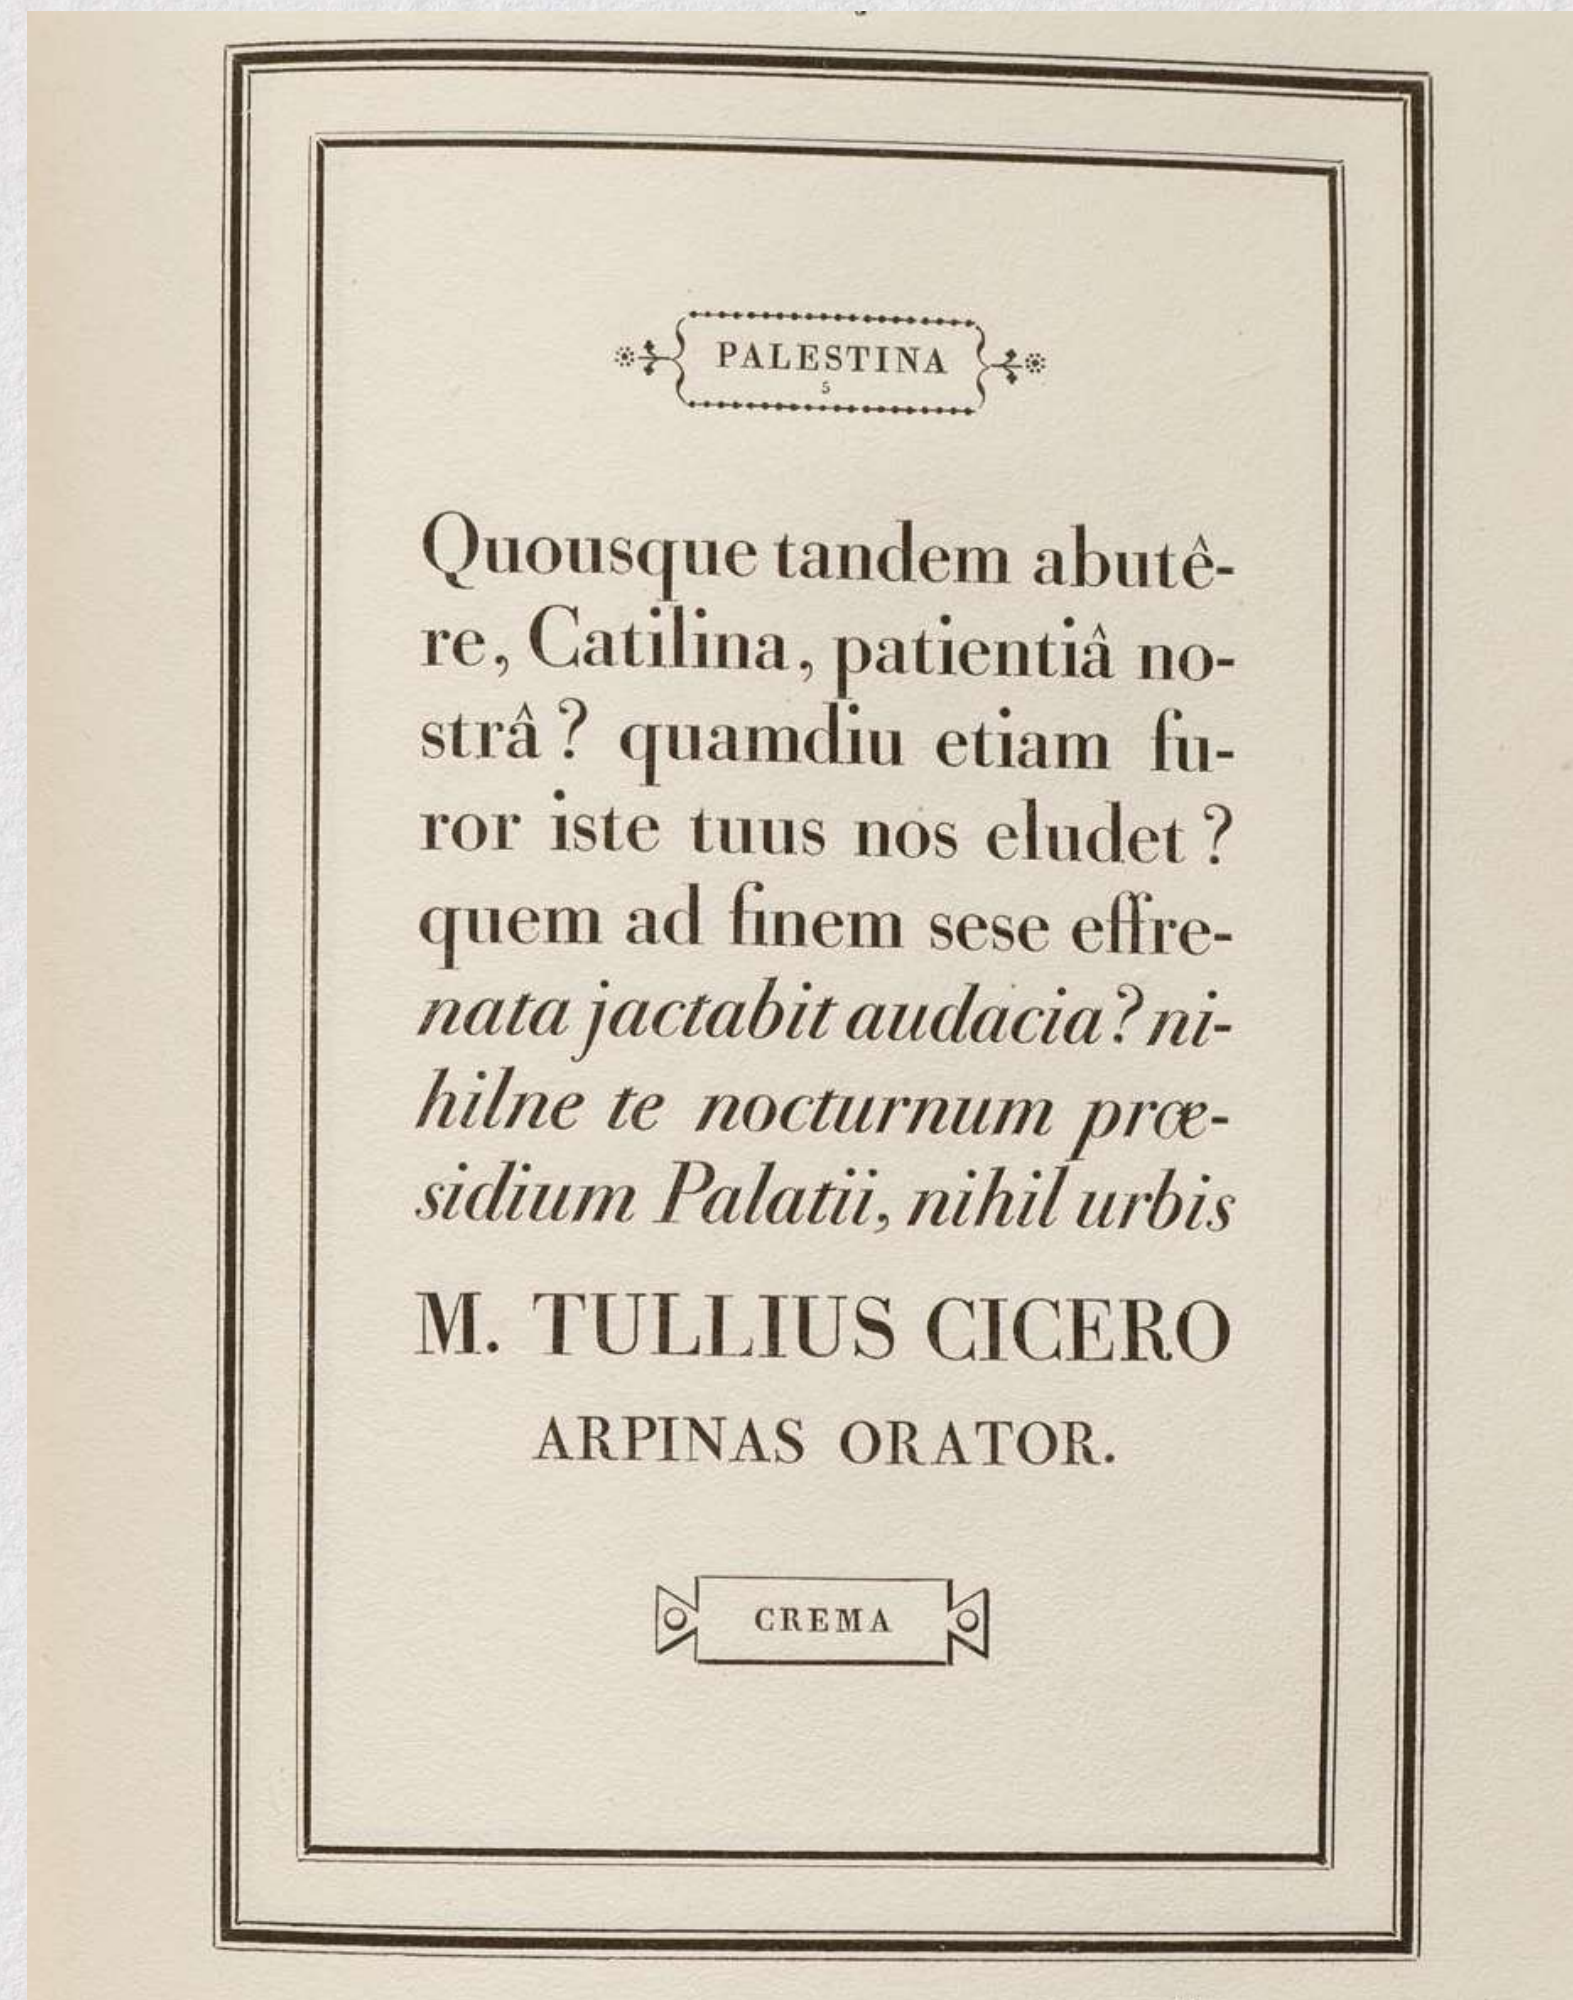 PALESTINA
5
Quousque tandem abutê-
re, Catilina, patientiâ no-
strâ? quamdiu etiam fu-
ror iste tuus nos eludet?
quem ad finem sese effre-
nata jactabit audacia? ni-
hilne te nocturnum præ-
sidium Palatii, nihil urbis
M. TULLIUS CICERO
ARPINAS ORATOR.
CREMA